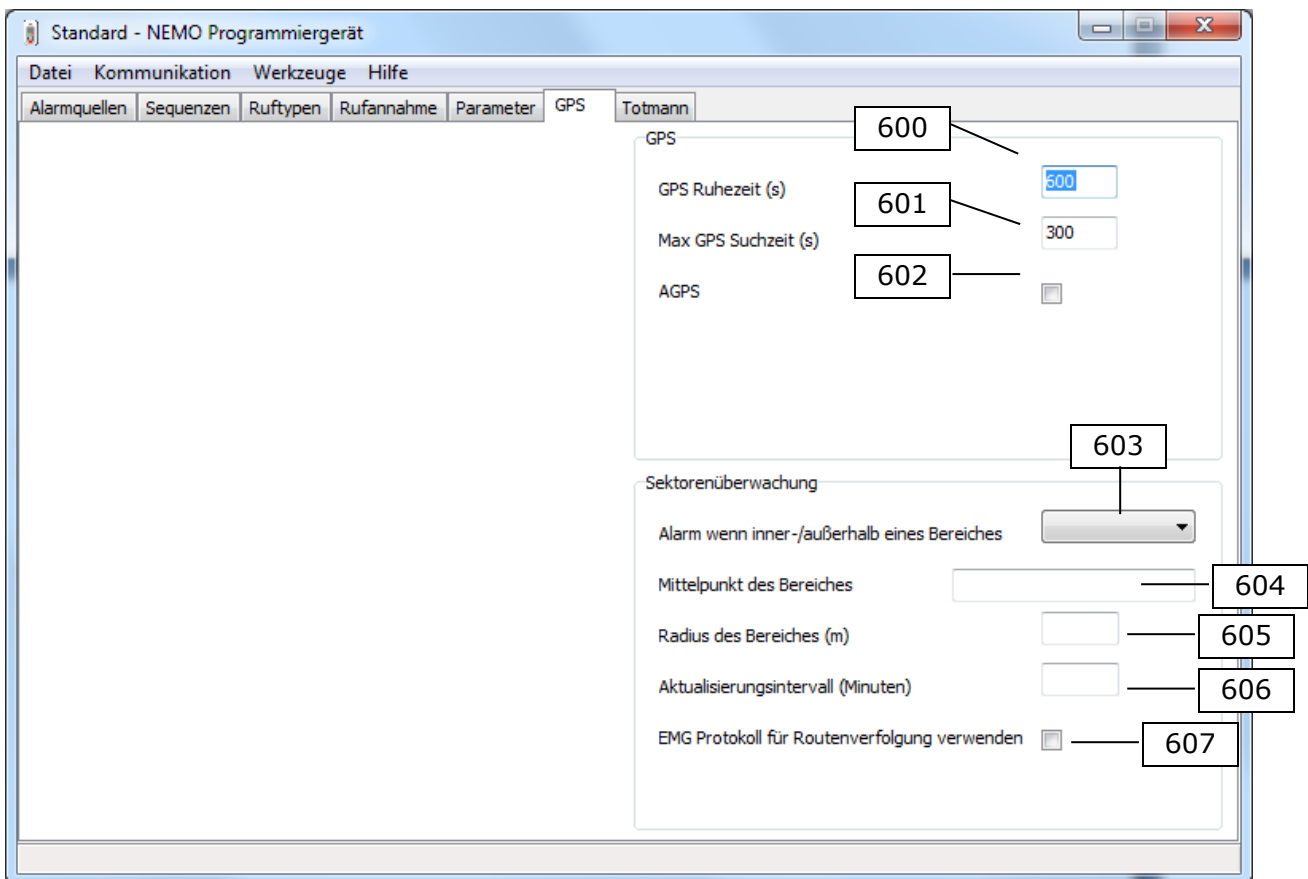 Standard - NEMO Programmiergerät
Datei Kommunikation Werkzeuge Hilfe
Alarmquellen Sequenzen Ruftypen Rufannahme Parameter GPS Totmann
GPS
600
GPS Ruhezeit (s) 600
601
Max GPS Suchzeit (s) 300
602
AGPS
603
Sektorenüberwachung
Alarm wenn inner-/außerhalb eines Bereiches
Mittelpunkt des Bereiches 604
Radius des Bereiches (m) 605
Aktualisierungsintervall (Minuten) 606
EMG Protokoll für Routenverfolgung verwenden 607